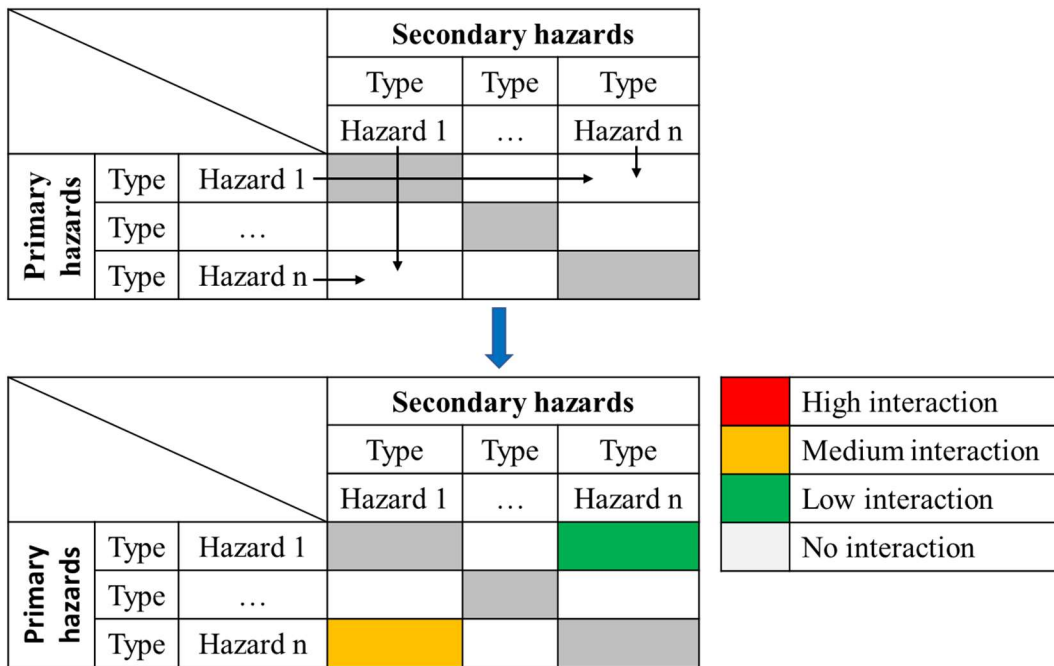 Secondary hazards
Type Type Type
Hazard 1 … Hazard n
Primary hazards
Type Hazard 1
Type …
Type Hazard n
Secondary hazards
Type Type Type
Hazard 1 … Hazard n
Primary hazards
Type Hazard 1
Type …
Type Hazard n
High interaction
Medium interaction
Low interaction
No interaction